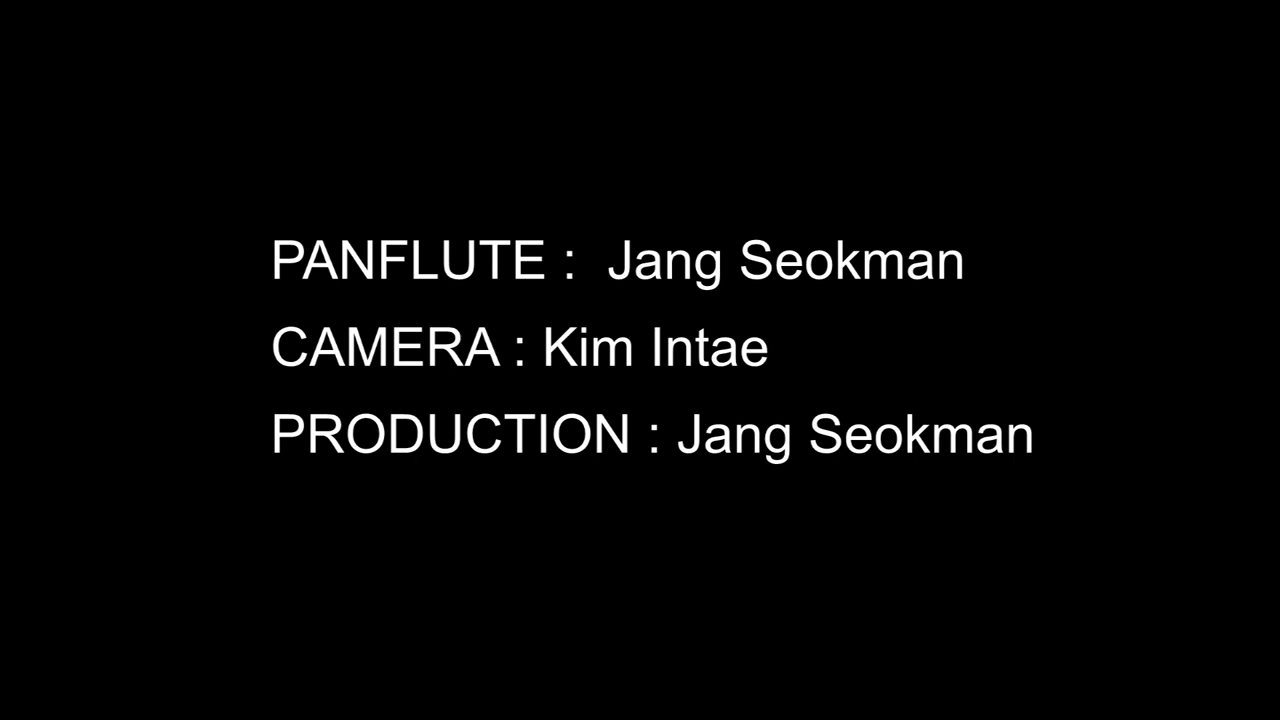 PANFLUTE :  Jang Seokman
CAMERA : Kim Intae
PRODUCTION : Jang Seokman